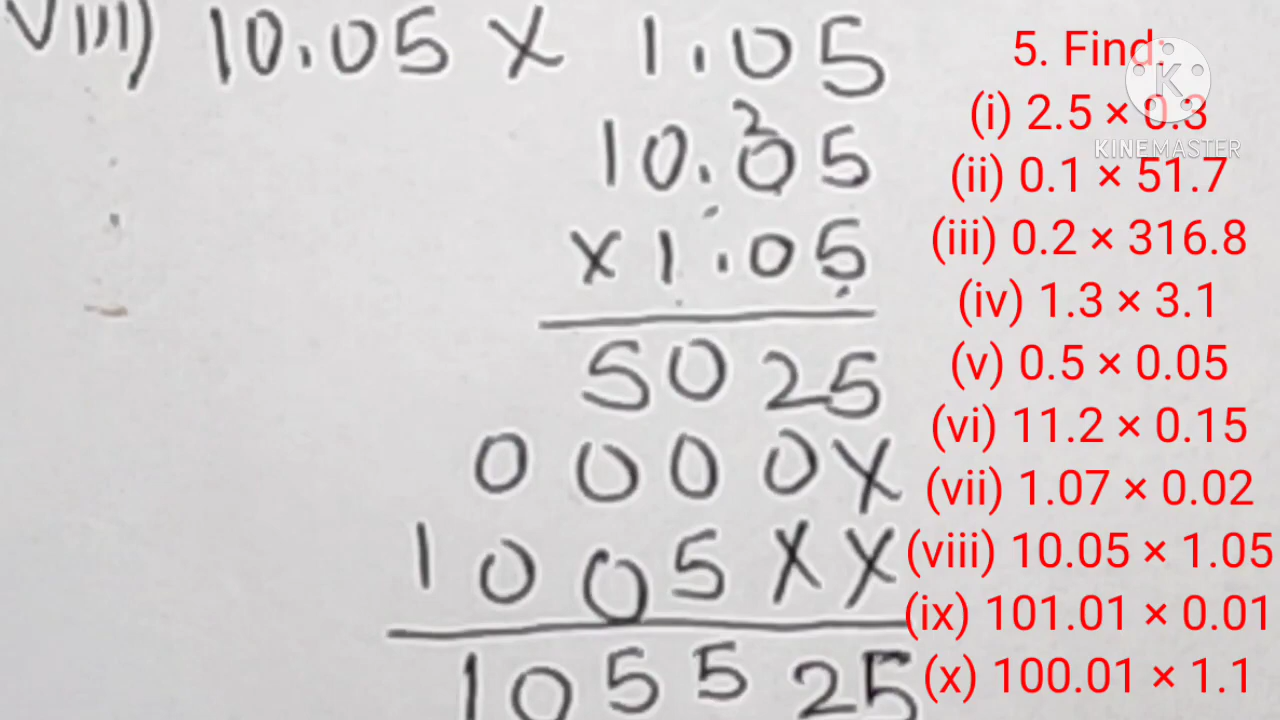 VIII) 10.05 X 1.05
2
10.05
X 1.05
5025
0000X
1005XX
105525
5. Find:
(i) 2.5 × 0.3
(ii) 0.1 × 51.7
(iii) 0.2 × 316.8
(iv) 1.3 × 3.1
(v) 0.5 × 0.05
(vi) 11.2 × 0.15
(vii) 1.07 × 0.02
(viii) 10.05 × 1.05
(ix) 101.01 × 0.01
(x) 100.01 × 1.1
K
KINEMASTER